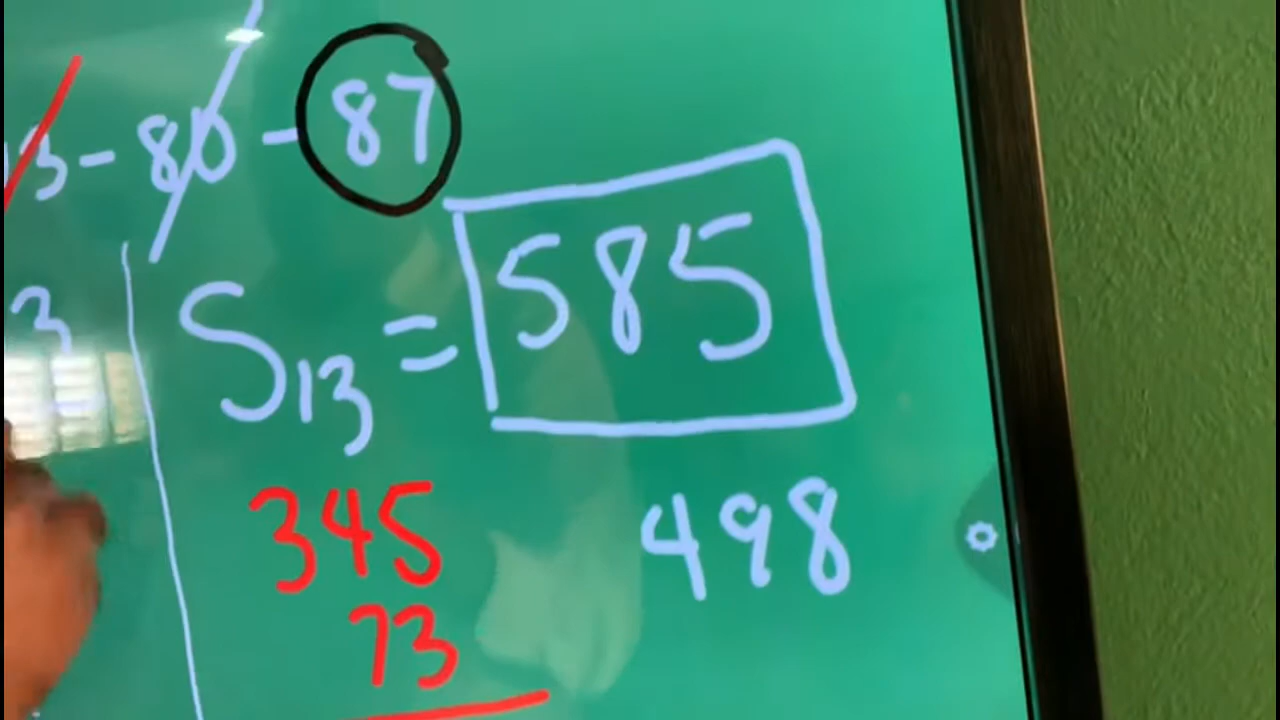 3 - 80 - 87
3
S13 = 585
345
498
73